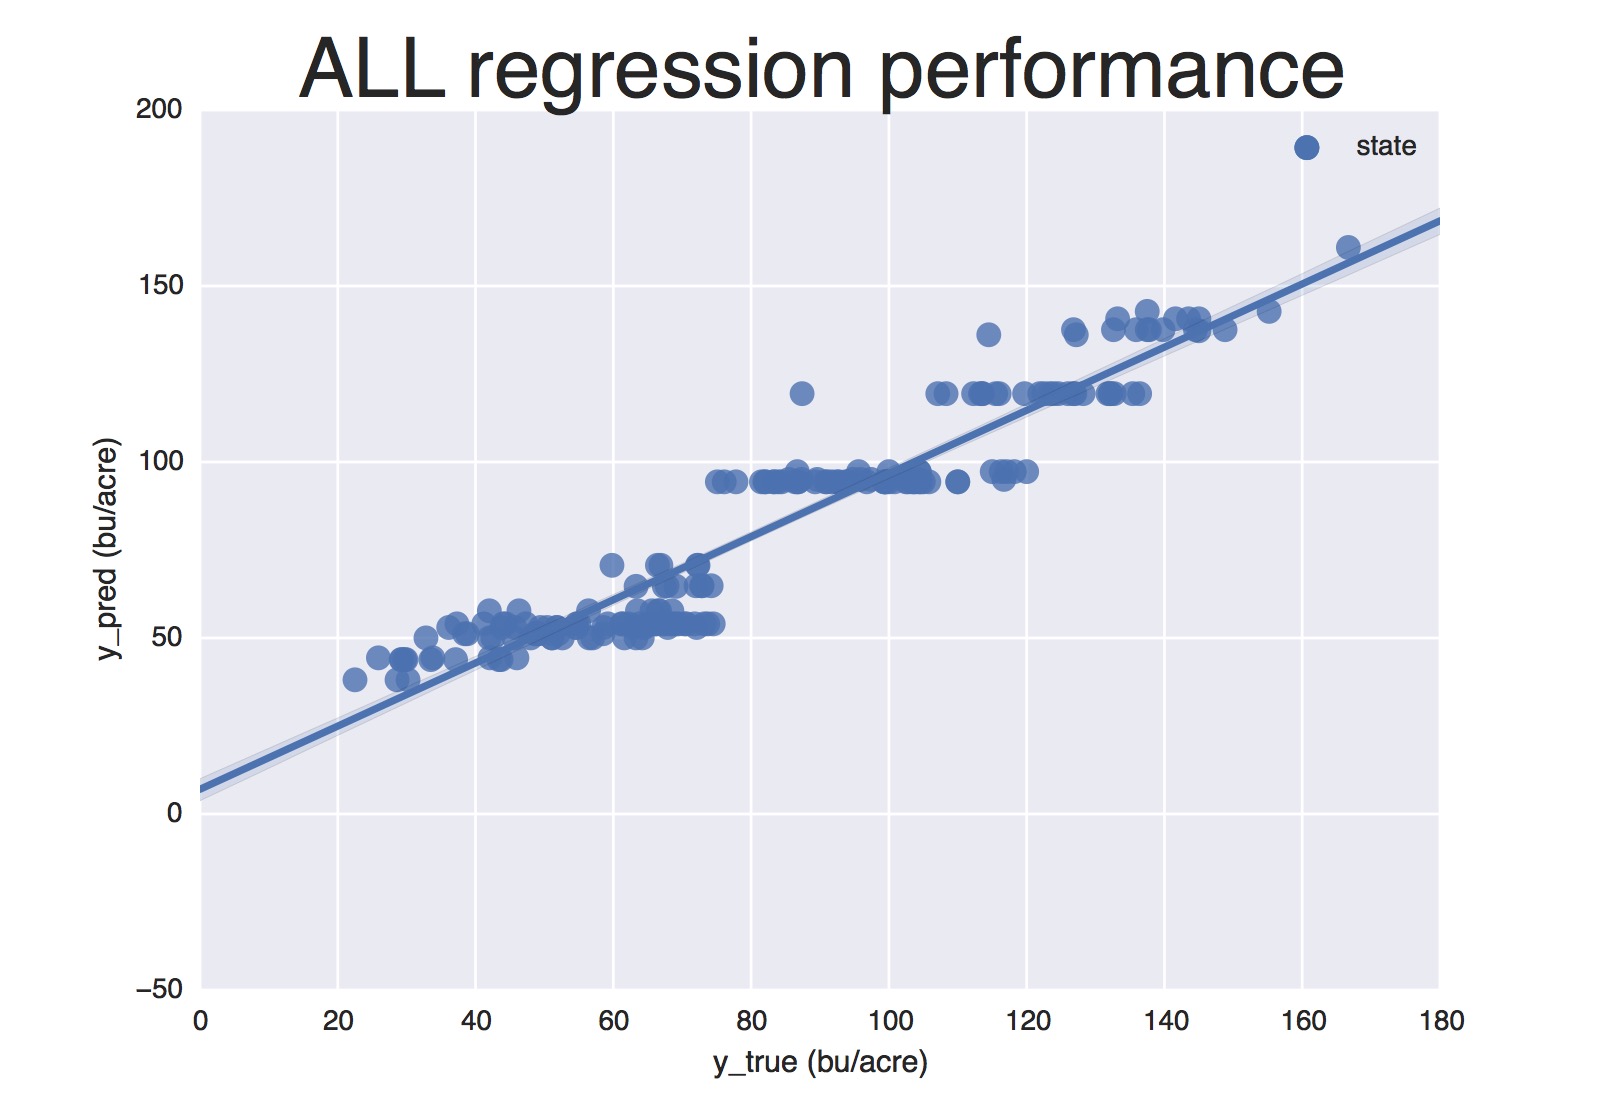 ALL regression performance
state
200
150
100
50
0
−50
y_pred (bu/acre)
0 20 40 60 80 100 120 140 160 180
y_true (bu/acre)